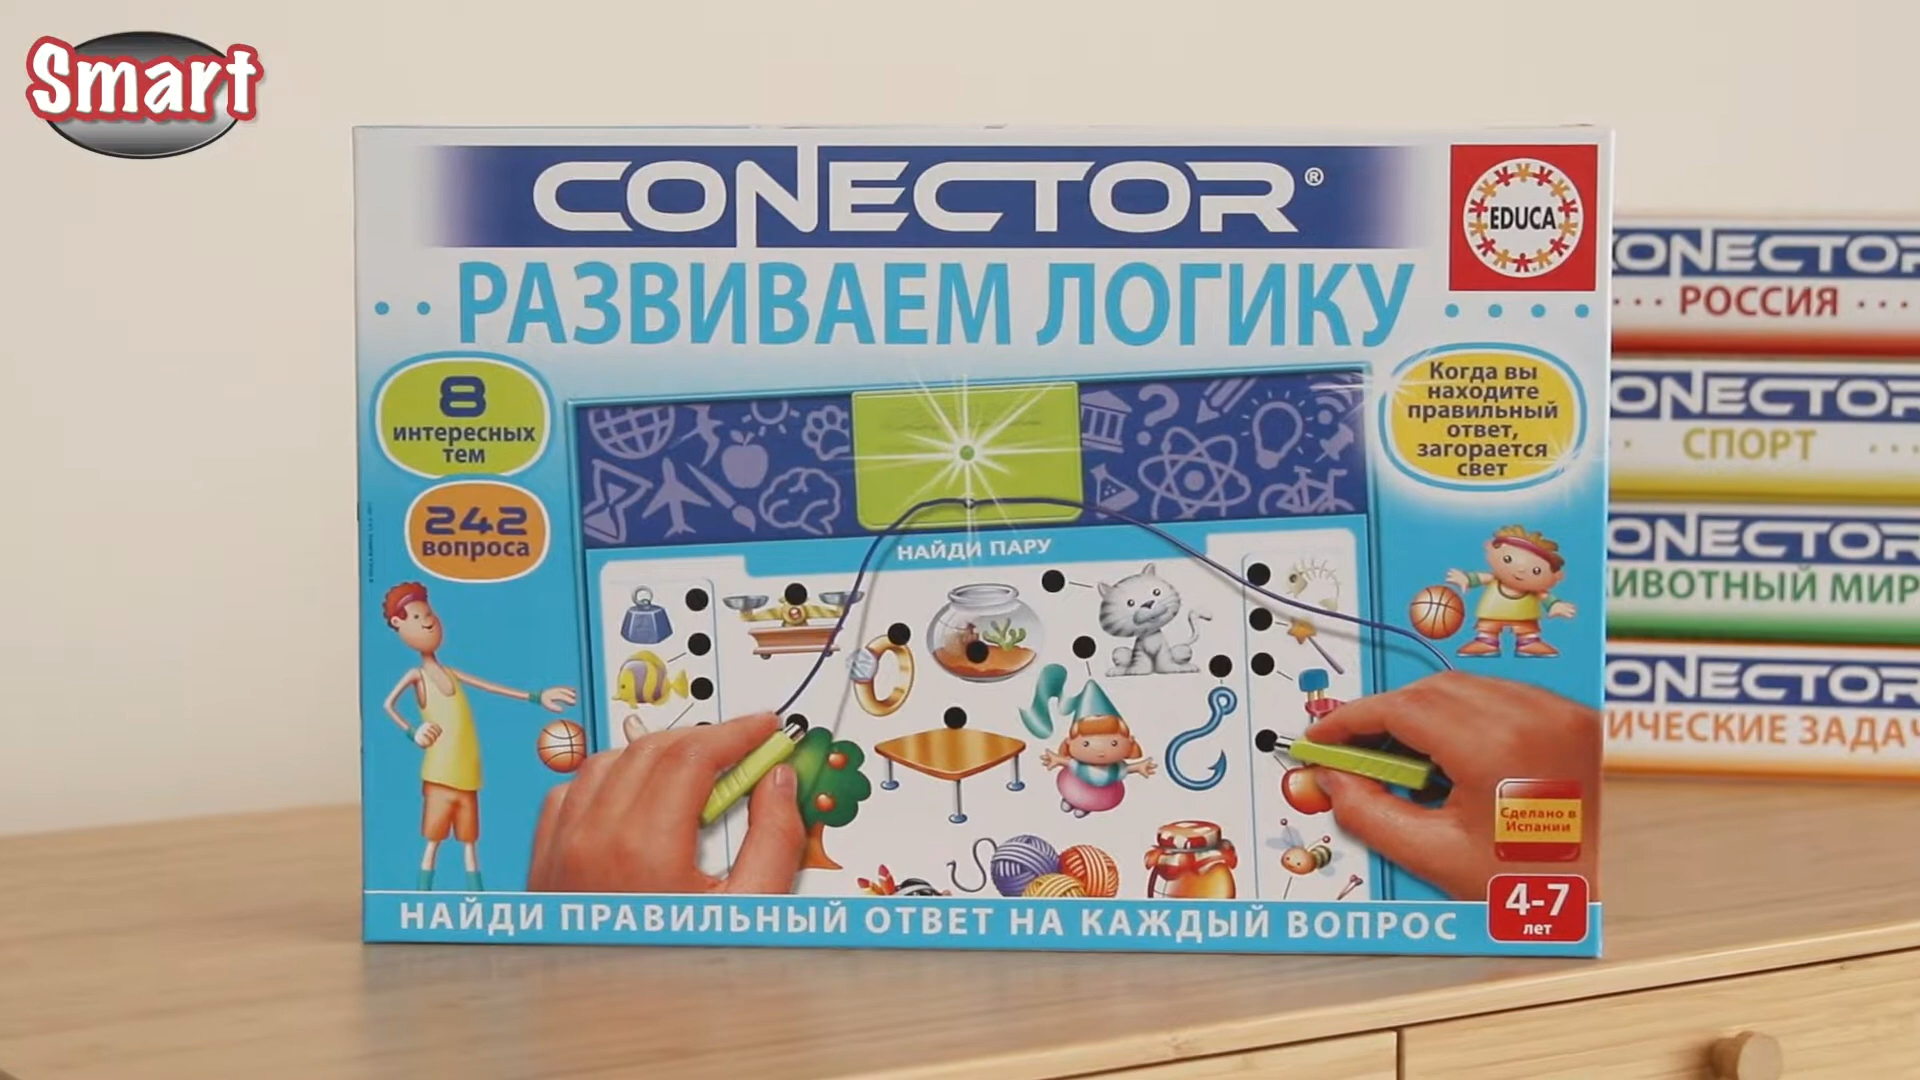 Smart
CONECTOR®
EDUCA
РАЗВИВАЕМ ЛОГИКУ
8
интересных
тем
242
вопроса
Когда вы
находите
правильный
ответ,
загорается
свет
НАЙДИ ПАРУ
Сделано в
Испании
4-7
лет
НАЙДИ ПРАВИЛЬНЫЙ ОТВЕТ НА КАЖДЫЙ ВОПРОС
CONECTOR
РОССИЯ
ONECTOR
СПОРТ
ONECTOR
ИВОТНЫЙ МИР
ONECTOR
ИЧЕСКИЕ ЗАДАЧ